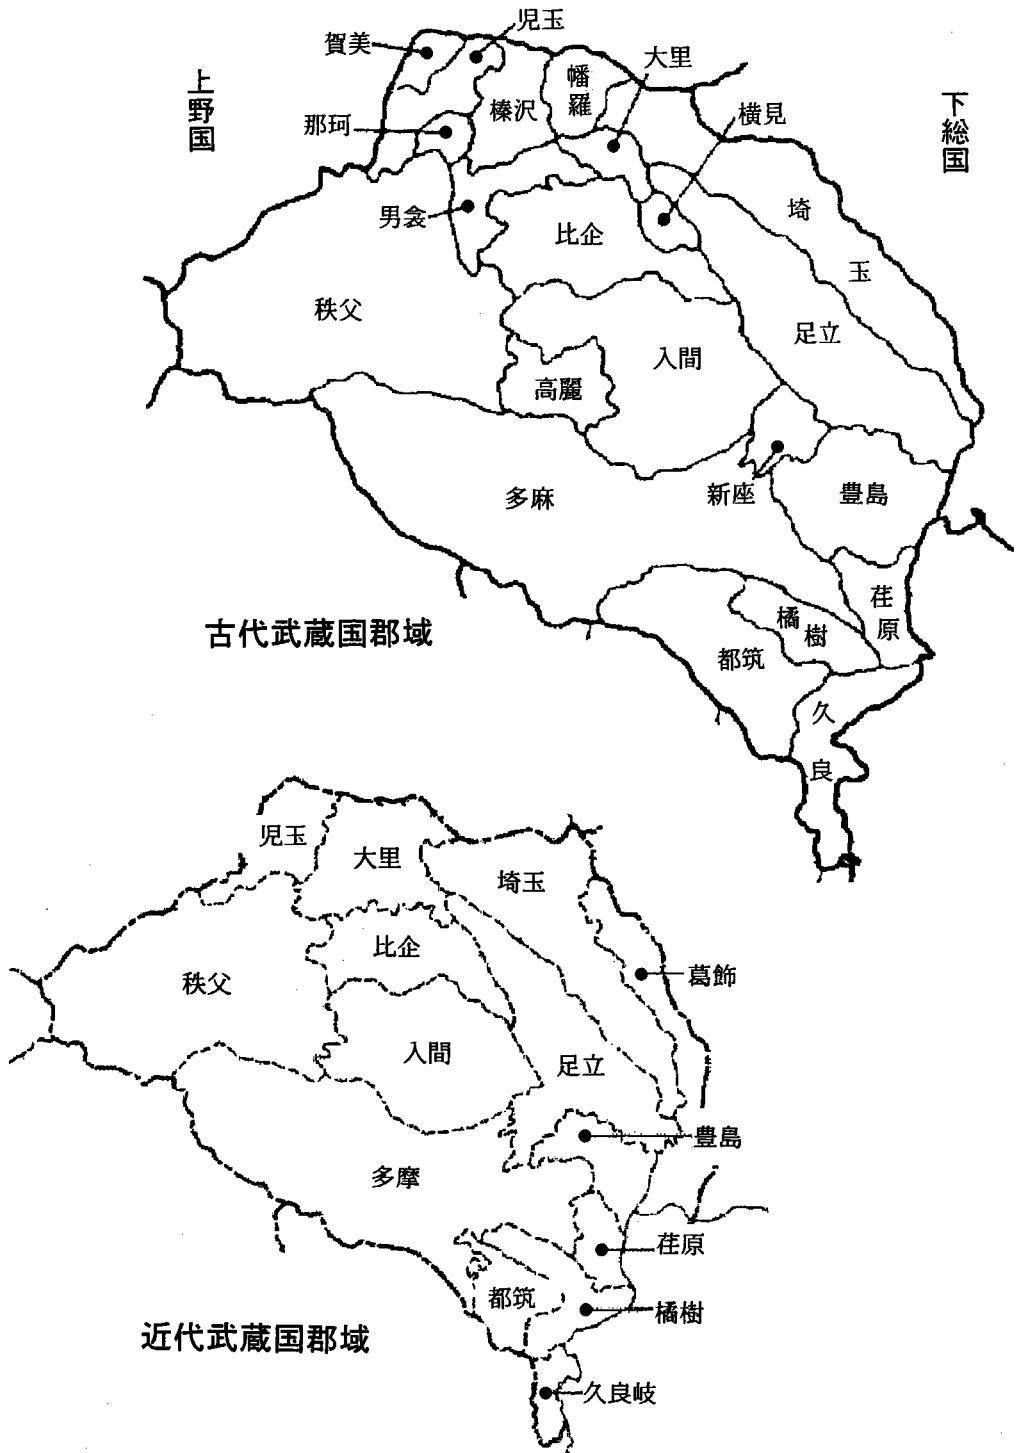 児玉
賀美
大里
上野国
幡羅
榛沢
下総国
横見
那珂
男衾
比企
埼玉
秩父
足立
入間
高麗
多麻
新座
豊島
荏原
橘樹
都筑
久良
古代武蔵国郡域
児玉
大里
埼玉
比企
葛飾
秩父
入間
足立
豊島
多摩
荏原
都筑
橘樹
近代武蔵国郡域
久良岐